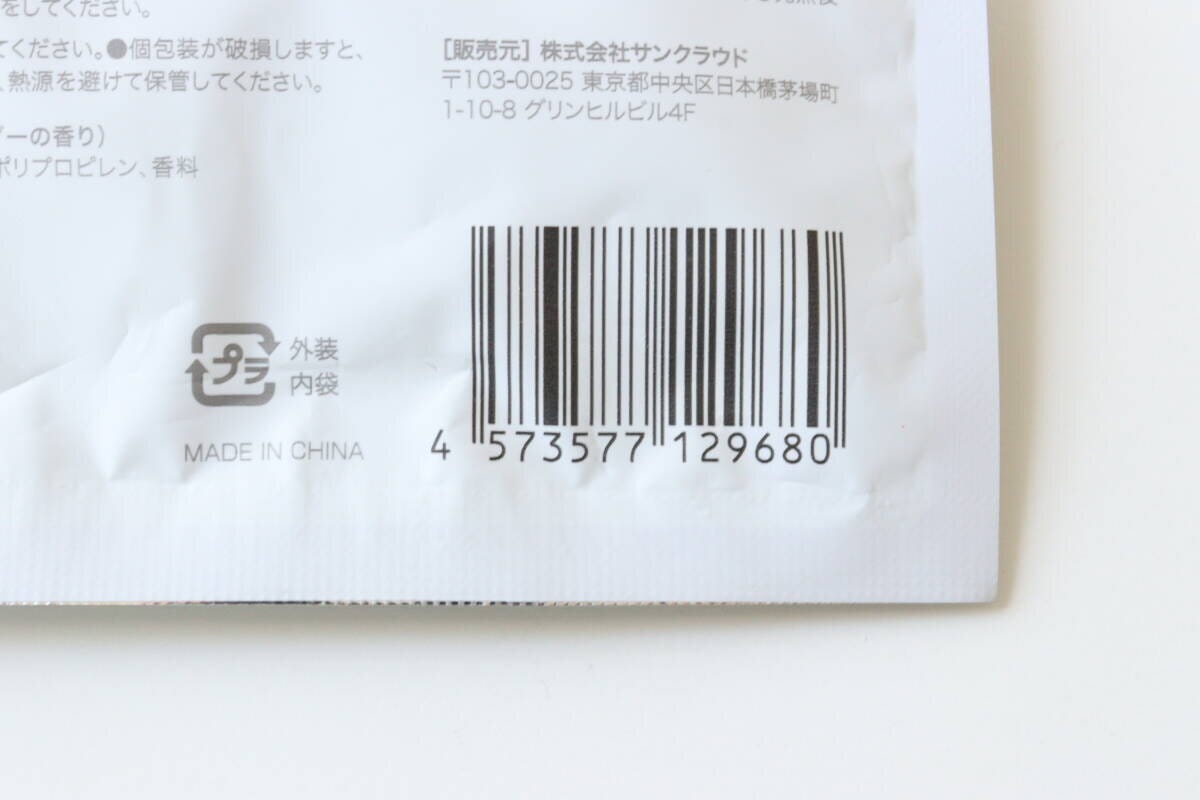 をしてください。
てください。●個包装が破損しますと、
、熱源を避けて保管してください。
ダーの香り)
ポリプロピレン、香料
[販売元] 株式会社サンクラウド
〒103-0025 東京都中央区日本橋茅場町
1-10-8 グリンヒルビル4F
プラ
外装
内袋
MADE IN CHINA
4 573577 129680